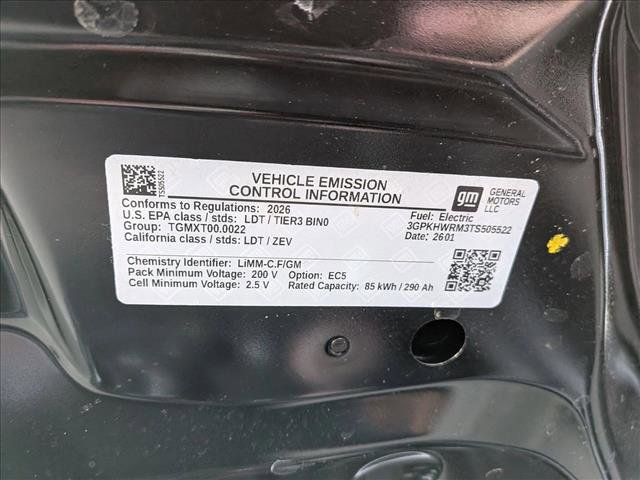 TS505522
VEHICLE EMISSION
CONTROL INFORMATION
gm
GENERAL
MOTORS
LLC
Conforms to Regulations: 2026
U.S. EPA class / stds: LDT / TIER3 BIN0
Group: TGMXT00.0022
California class / stds: LDT / ZEV
Fuel: Electric
3GPKHWRM3TS505522
Date: 2601
Chemistry Identifier: LiMM-C.F/GM
Pack Minimum Voltage: 200 V Option: EC5
Cell Minimum Voltage: 2.5 V Rated Capacity: 85 kWh / 290 Ah